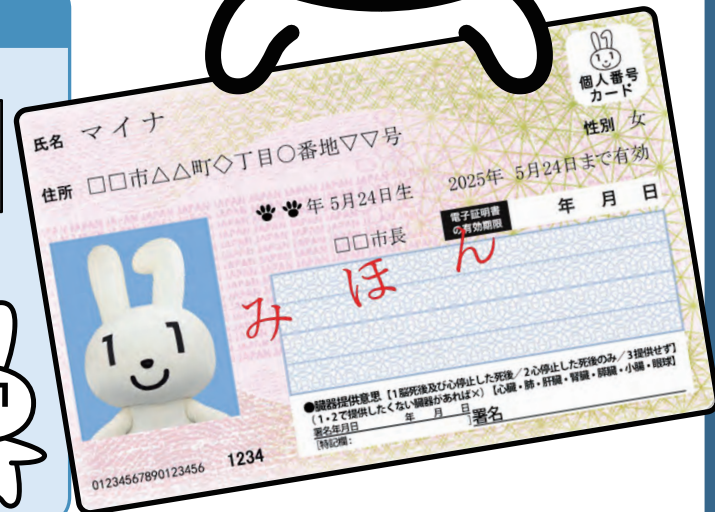 個人番号
カード
氏名 マイナ
性別 女
住所 □□市△△町◇丁目○番地▽▽号
年 5月24日生 2025年 5月24日まで有効
□□市長
電子証明書
の有効期限
年 月 日
みほん
●臓器提供意思【1脳死後及び心停止した死後/2心停止した死後のみ/3提供せず】
(1・2で提供したくない臓器があれば×)【心臓・肺・肝臓・腎臓・膵臓・小腸・眼球】
署名年月日 年 月 日 署名
[特記欄: ]
01234567890123456 1234